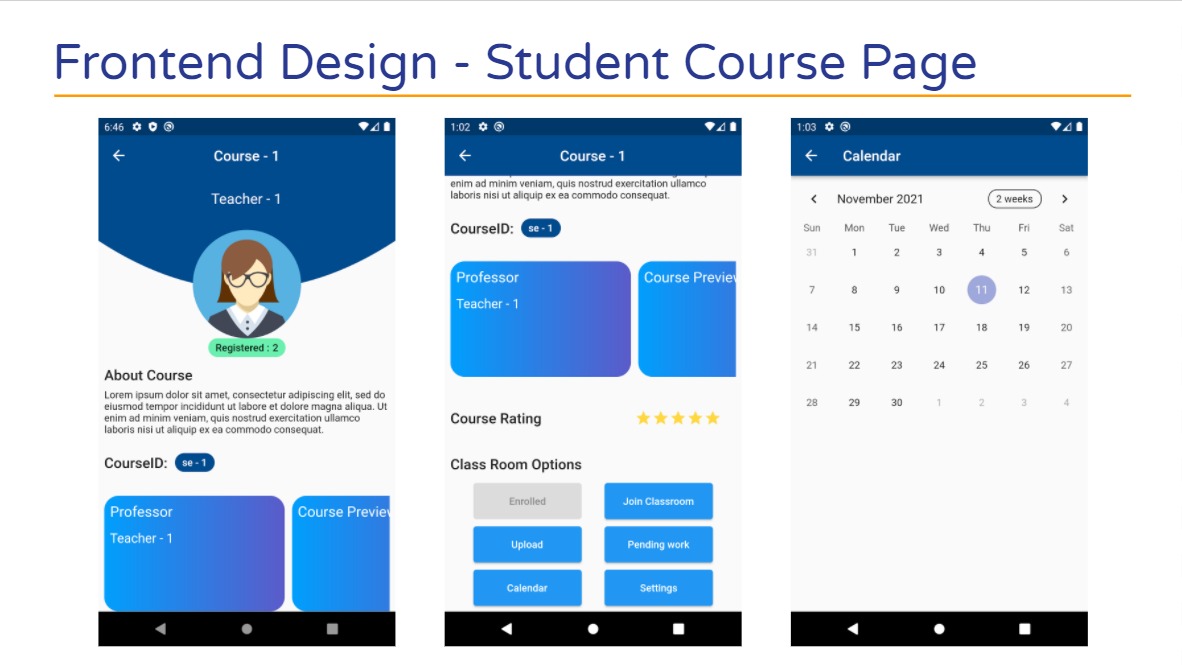 Frontend Design - Student Course Page
6:46
Course - 1
Teacher - 1
Registered : 2
About Course
Lorem ipsum dolor sit amet, consectetur adipiscing elit, sed do
eiusmod tempor incididunt ut labore et dolore magna aliqua. Ut
enim ad minim veniam, quis nostrud exercitation ullamco
laboris nisi ut aliquip ex ea commodo consequat.
CourseID: se - 1
Professor
Teacher - 1
Course Preview
1:02
Course - 1
enim ad minim veniam, quis nostrud exercitation ullamco
laboris nisi ut aliquip ex ea commodo consequat.
CourseID: se - 1
Professor
Teacher - 1
Course Preview
Course Rating
Class Room Options
Enrolled Join Classroom
Upload Pending work
Calendar Settings
1:03
Calendar
November 2021 2 weeks
Sun Mon Tue Wed Thu Fri Sat
31 1 2 3 4 5 6
7 8 9 10 11 12 13
14 15 16 17 18 19 20
21 22 23 24 25 26 27
28 29 30 1 2 3 4